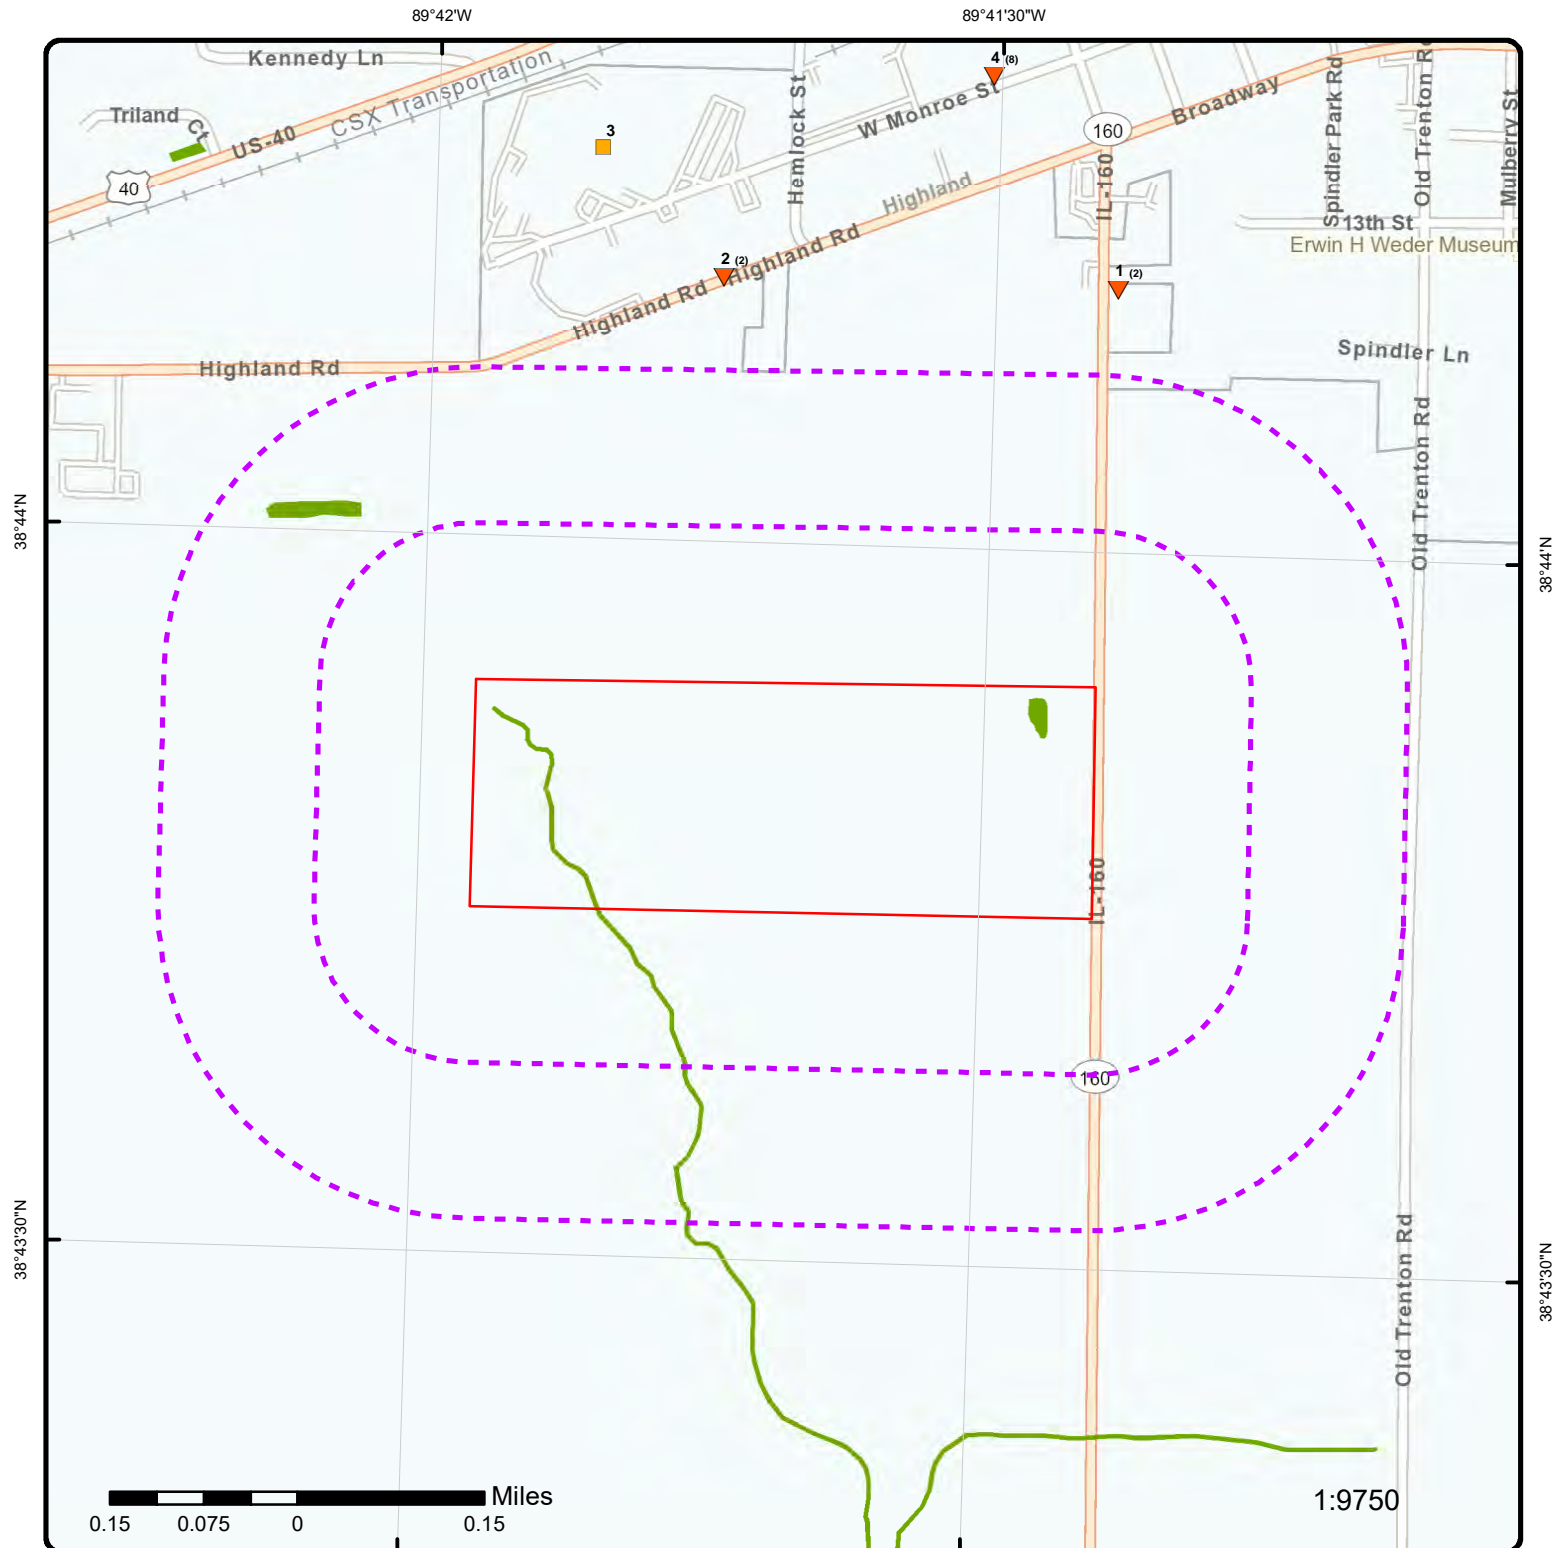 89°42'W
89°41'30"W
Kennedy Ln
CSX Transportation
Triland Ct
US-40
40
3
4 (8)
W Monroe St
Hemlock St
Broadway
160
IL-160
Spindler Park Rd
Old Trenton Rd
Mulberry St
Highland
13th St
Erwin H Weder Museum
2 (2)
Highland Rd
Highland Rd
1 (2)
Highland Rd
Spindler Ln
Old Trenton Rd
38°44'N
38°44'N
IL-160
160
38°43'30"N
38°43'30"N
Old Trenton Rd
Miles
0.15
0.075
0
0.15
1:9750